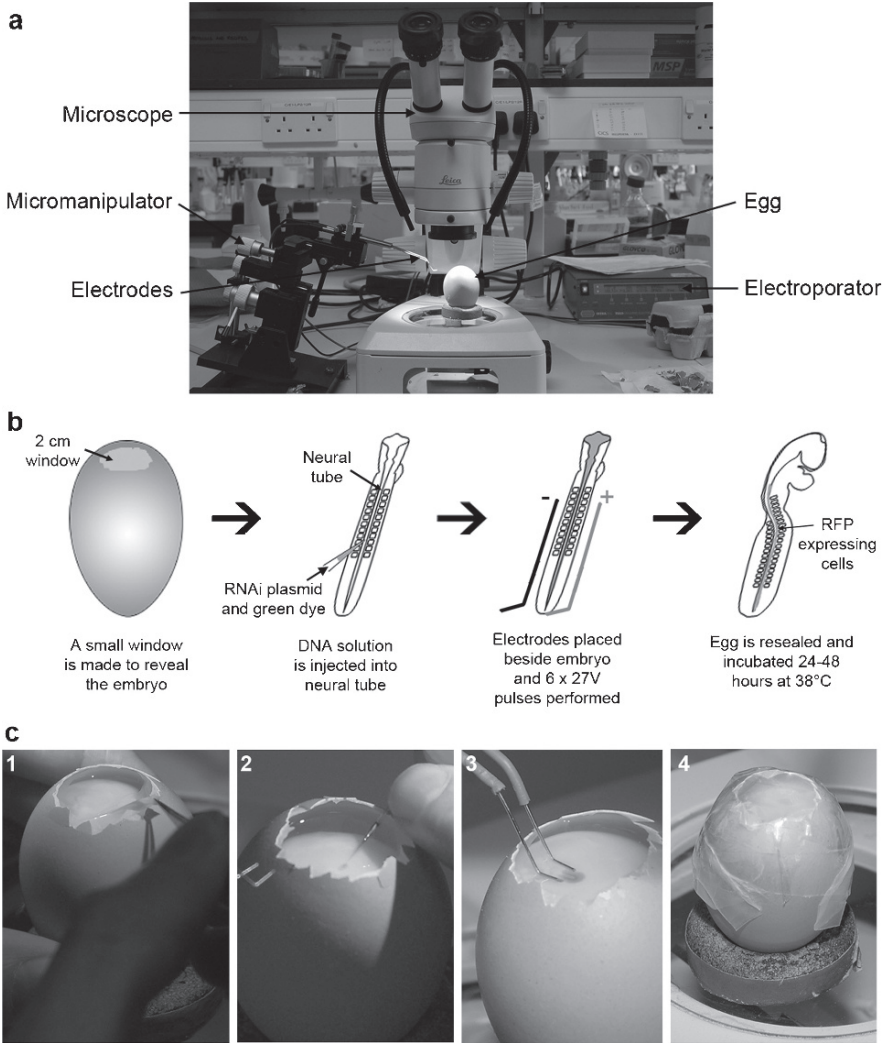 a
Microscope
Micromanipulator
Electrodes
Egg
Electroporator
MSP
Leica
b
2 cm
window
Neural
tube
RNAi plasmid
and green dye
-
+
RFP
expressing
cells
A small window
is made to reveal
the embryo
DNA solution
is injected into
neural tube
Electrodes placed
beside embryo
and 6 x 27V
pulses performed
Egg is resealed and
incubated 24-48
hours at 38°C
c
1
2
3
4